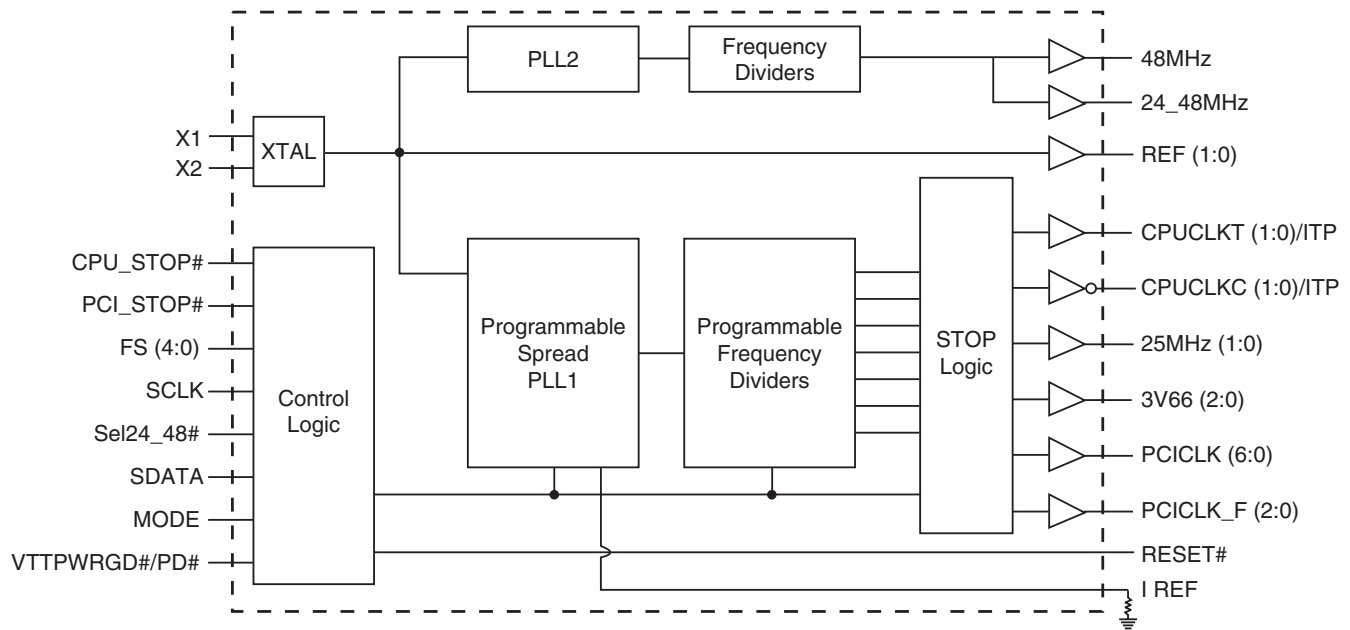 PLL2
Frequency
Dividers
48MHz
24_48MHz
X1
X2
XTAL
REF (1:0)
CPU_STOP#
PCI_STOP#
FS (4:0)
SCLK
Sel24_48#
SDATA
MODE
VTTPWRGD#/PD#
Control
Logic
Programmable
Spread
PLL1
Programmable
Frequency
Dividers
STOP
Logic
CPUCLKT (1:0)/ITP
CPUCLKC (1:0)/ITP
25MHz (1:0)
3V66 (2:0)
PCICLK (6:0)
PCICLK_F (2:0)
RESET#
I REF